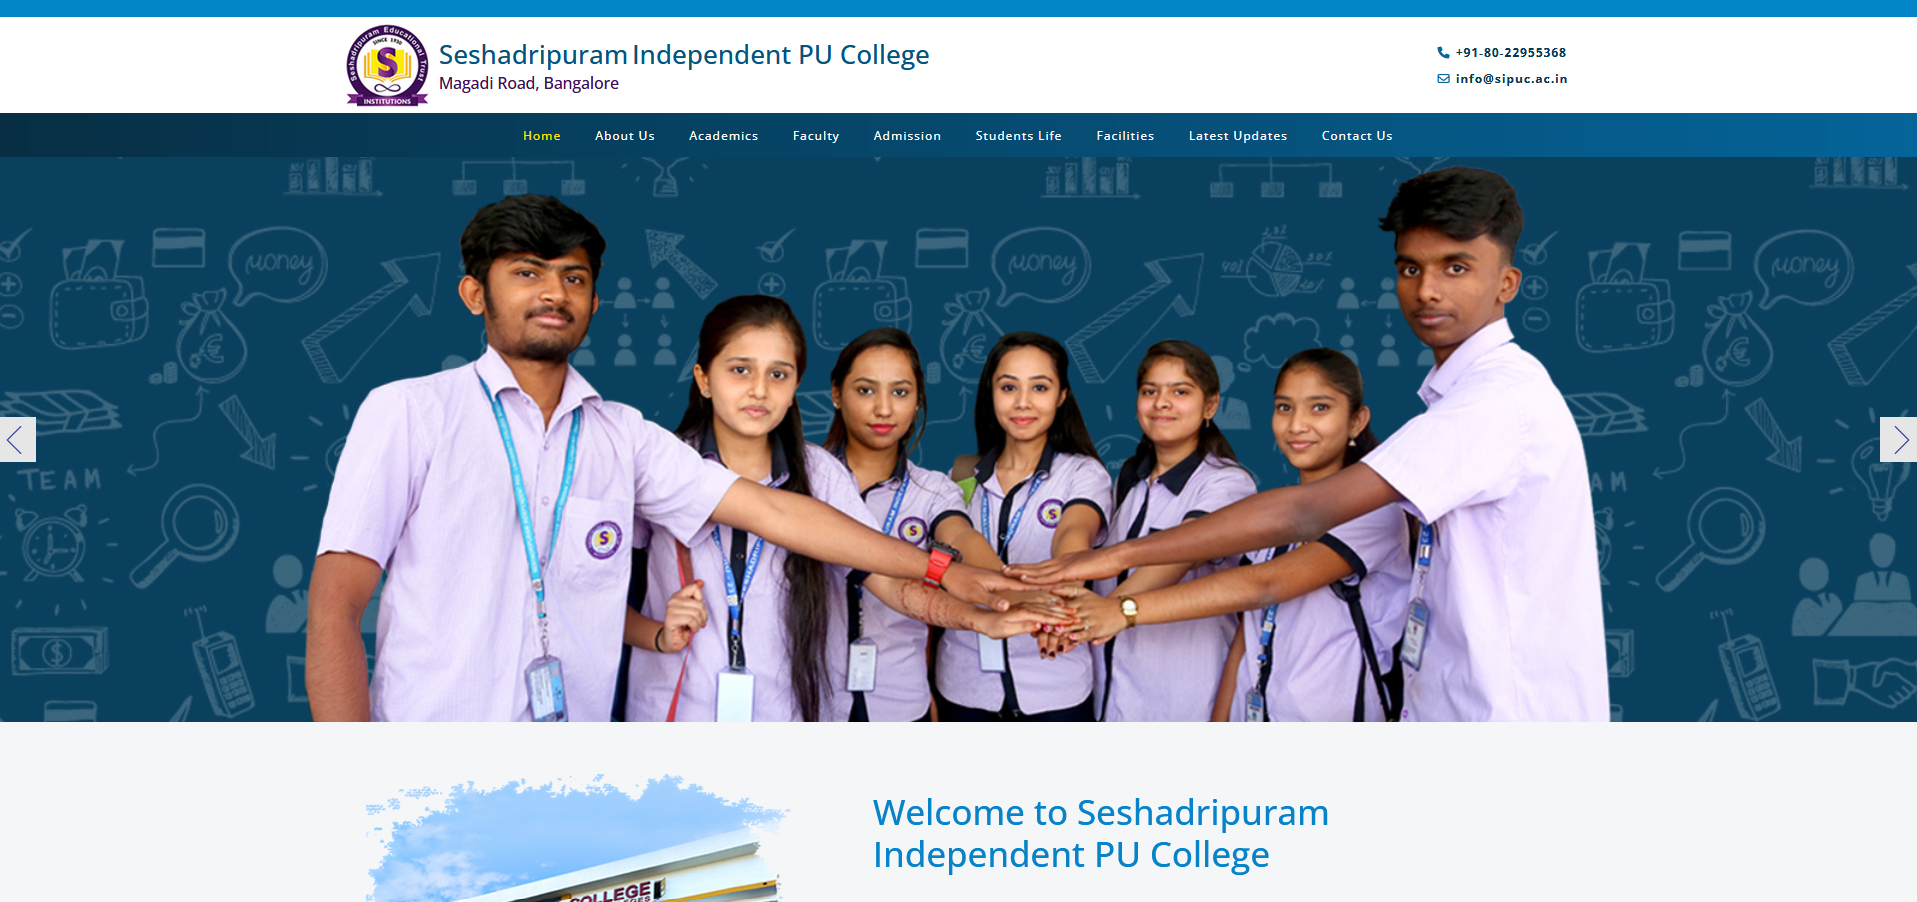 Seshadripuram Educational Trust
SINCE 1930
S
INSTITUTIONS
Seshadripuram Independent PU College
Magadi Road, Bangalore
+91-80-22955368
info@sipuc.ac.in
Home About Us Academics Faculty Admission Students Life Facilities Latest Updates Contact Us
money
money
money
40%
TEAM
S
$
Welcome to Seshadripuram
Independent PU College
COLLEGE